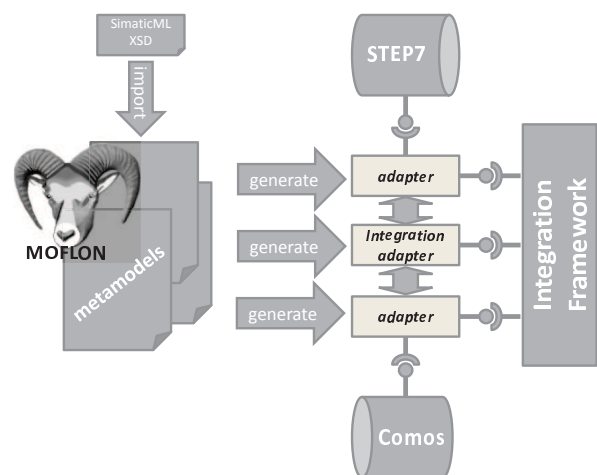 SimaticML
XSD
import
MOFLON
metamodels
generate
generate
generate
STEP7
adapter
Integration
adapter
adapter
Comos
Integration
Framework